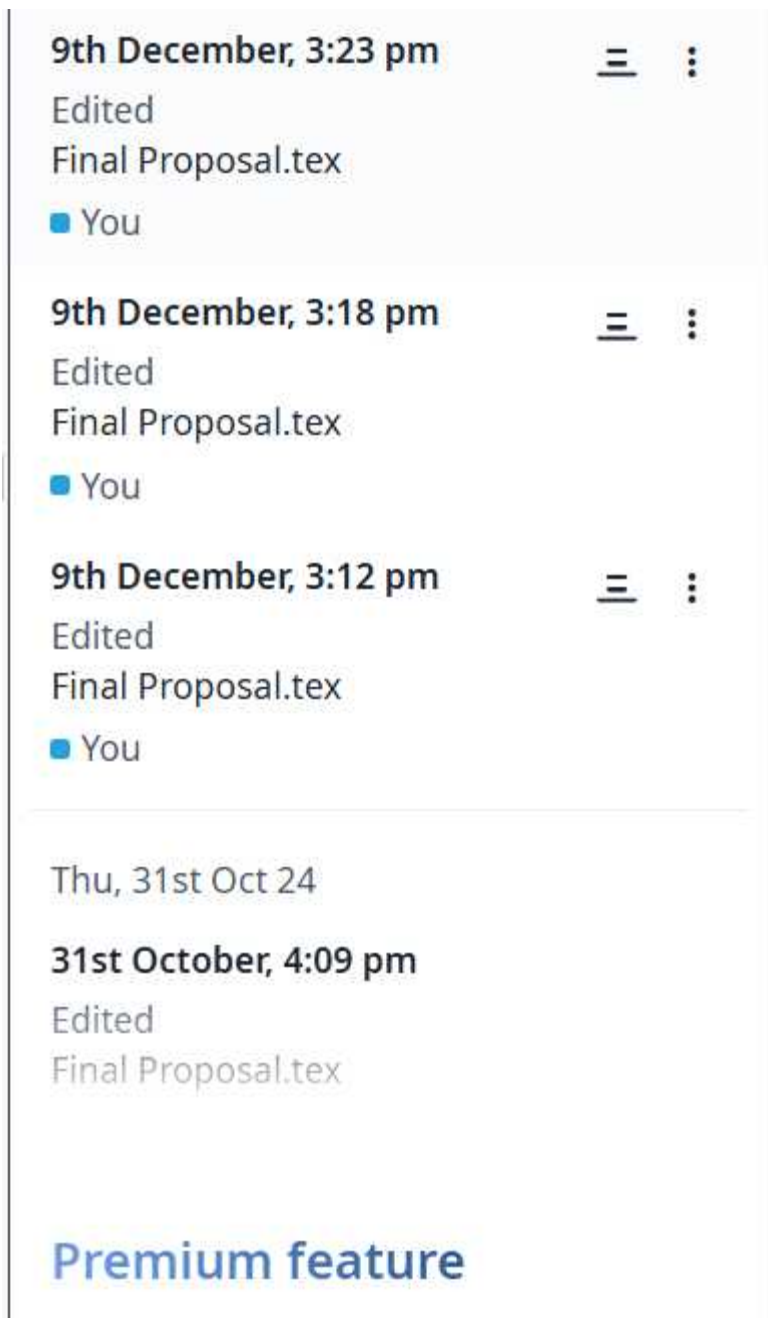 9th December, 3:23 pm
Edited
Final Proposal.tex
You
9th December, 3:18 pm
Edited
Final Proposal.tex
You
9th December, 3:12 pm
Edited
Final Proposal.tex
You
Thu, 31st Oct 24
31st October, 4:09 pm
Edited
Final Proposal.tex
Premium feature